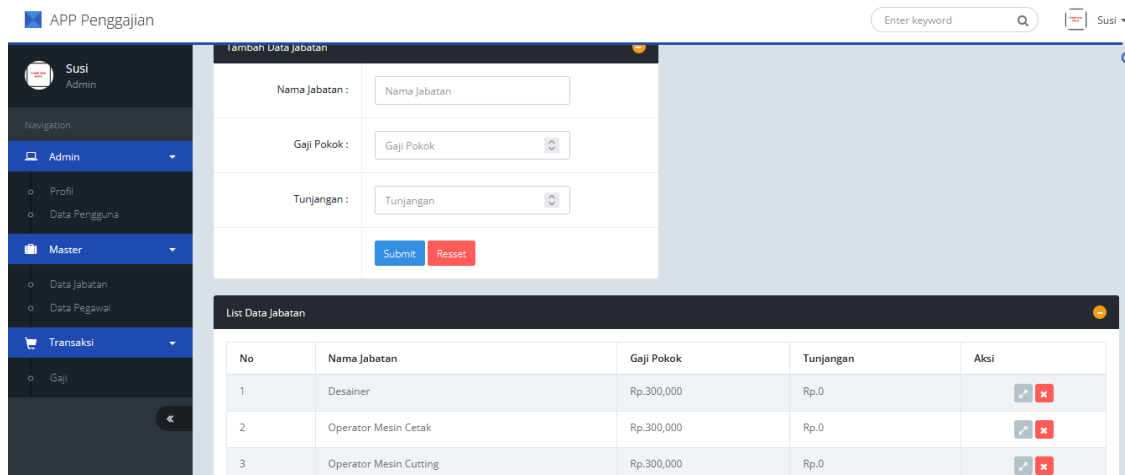 APP Penggajian
Enter keyword
Susi
Susi
Admin
Navigation
Admin
Profil
Data Pengguna
Master
Data Jabatan
Data Pegawai
Transaksi
Gaji
Tambah Data Jabatan
Nama Jabatan :
Nama Jabatan
Gaji Pokok :
Gaji Pokok
Tunjangan :
Tunjangan
Submit Resset
List Data Jabatan
No Nama Jabatan Gaji Pokok Tunjangan Aksi
1 Desainer Rp.300,000 Rp.0
2 Operator Mesin Cetak Rp.300,000 Rp.0
3 Operator Mesin Cutting Rp.300,000 Rp.0